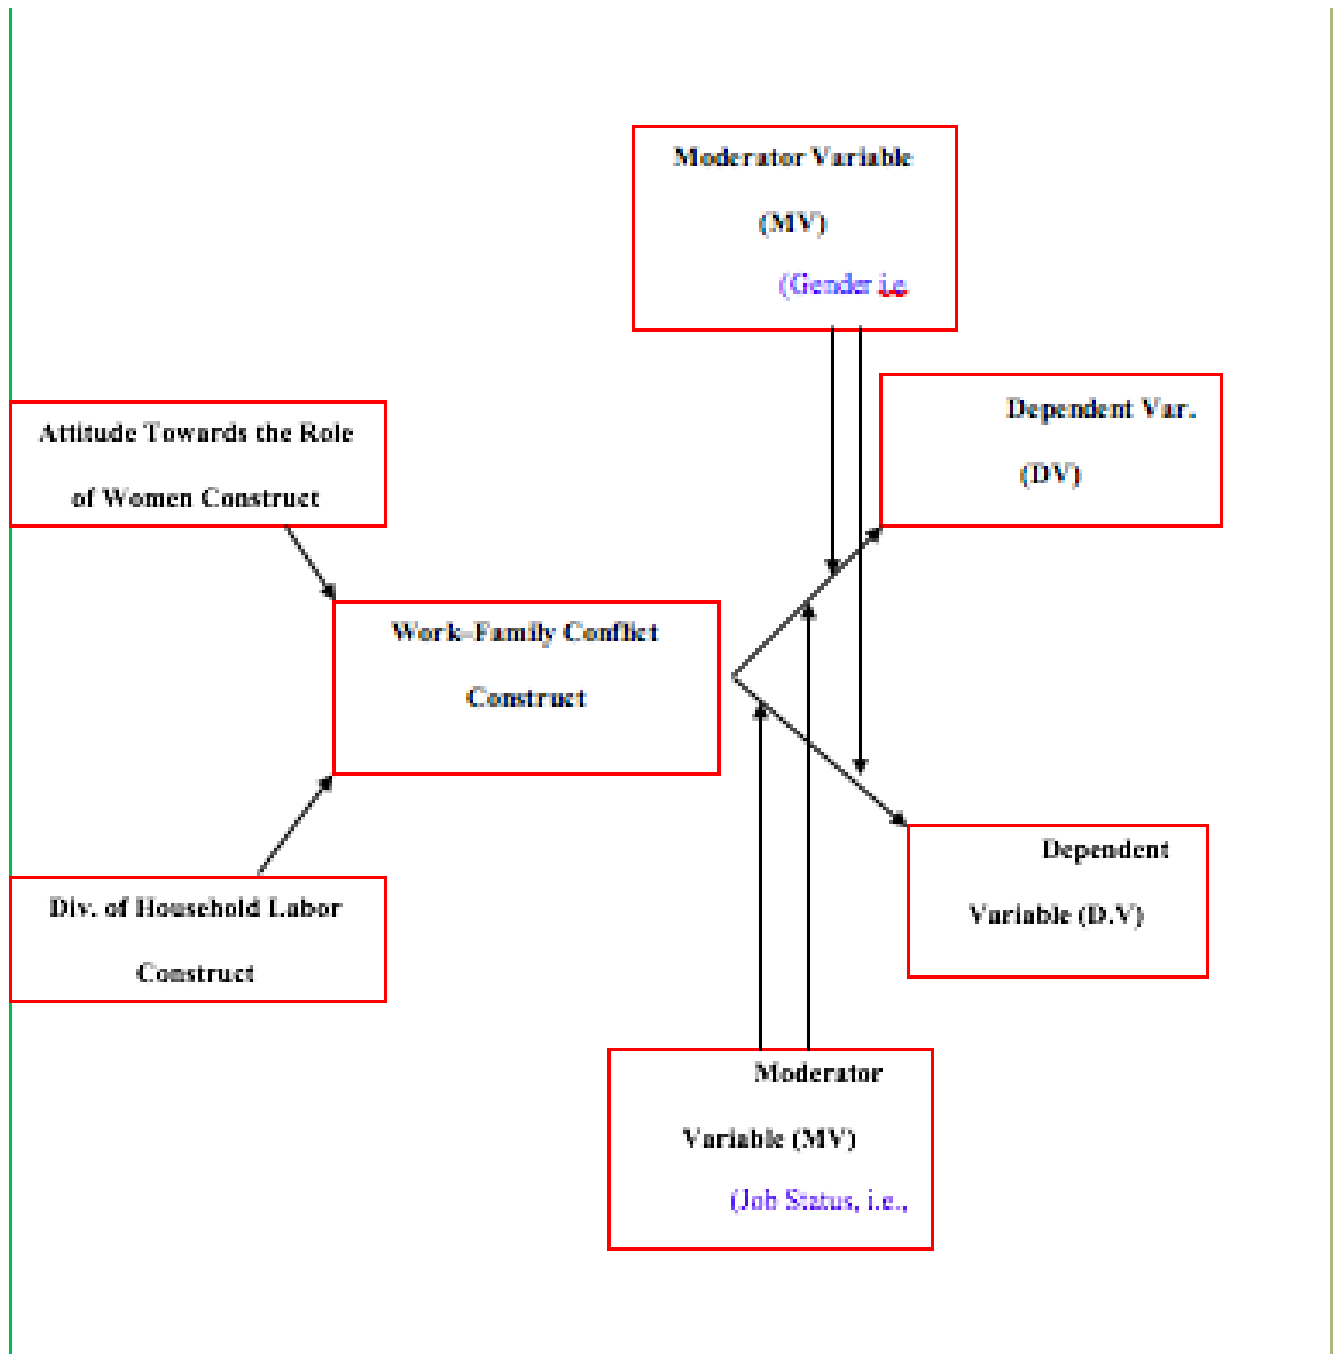 Moderator Variable
(MV)
(Gender i.e
Dependent Var.
(DV)
Attitude Towards the Role
of Women Construct
Work–Family Conflict
Construct
Dependent
Variable (D.V)
Div. of Household Labor
Construct
Moderator
Variable (MV)
(Job Status, i.e.,